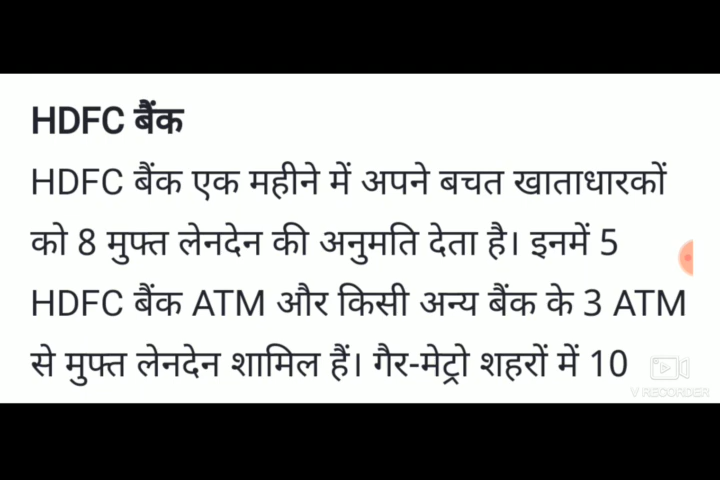 HDFC बैंक
HDFC बैंक एक महीने में अपने बचत खाताधारकों
को 8 मुफ्त लेनदेन की अनुमति देता है। इनमें 5
HDFC बैंक ATM और किसी अन्य बैंक के 3 ATM
से मुफ्त लेनदेन शामिल हैं। गैर-मेट्रो शहरों में 10
V RECORDER